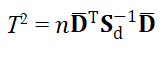 T² = nD̅ᵀS_d⁻¹D̅